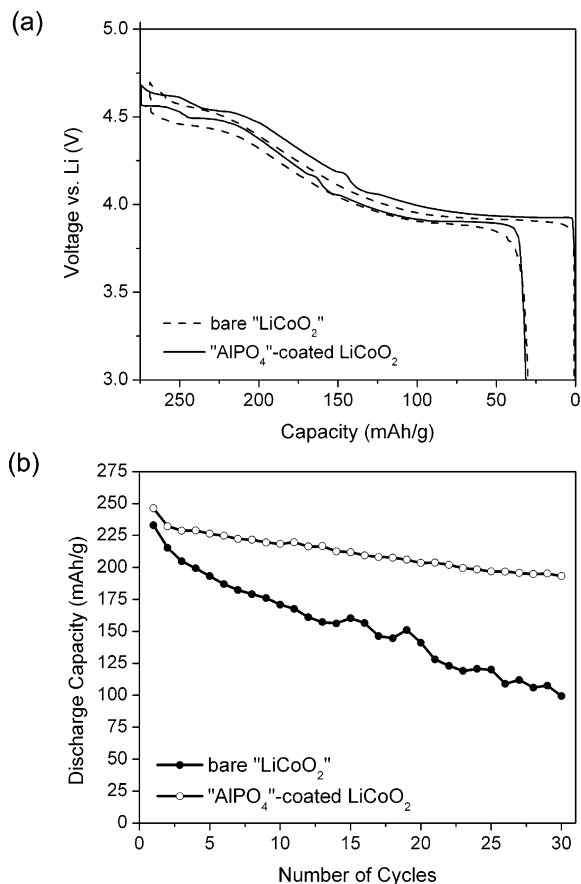 (a)
5.0
4.5
4.0
3.5
3.0
Voltage vs. Li (V)
bare "LiCoO2"
"AlPO4"-coated LiCoO2
250 200 150 100 50 0
Capacity (mAh/g)
(b)
275
250
225
200
175
150
125
100
75
50
25
0
Discharge Capacity (mAh/g)
bare "LiCoO2"
"AlPO4"-coated LiCoO2
0 5 10 15 20 25 30
Number of Cycles